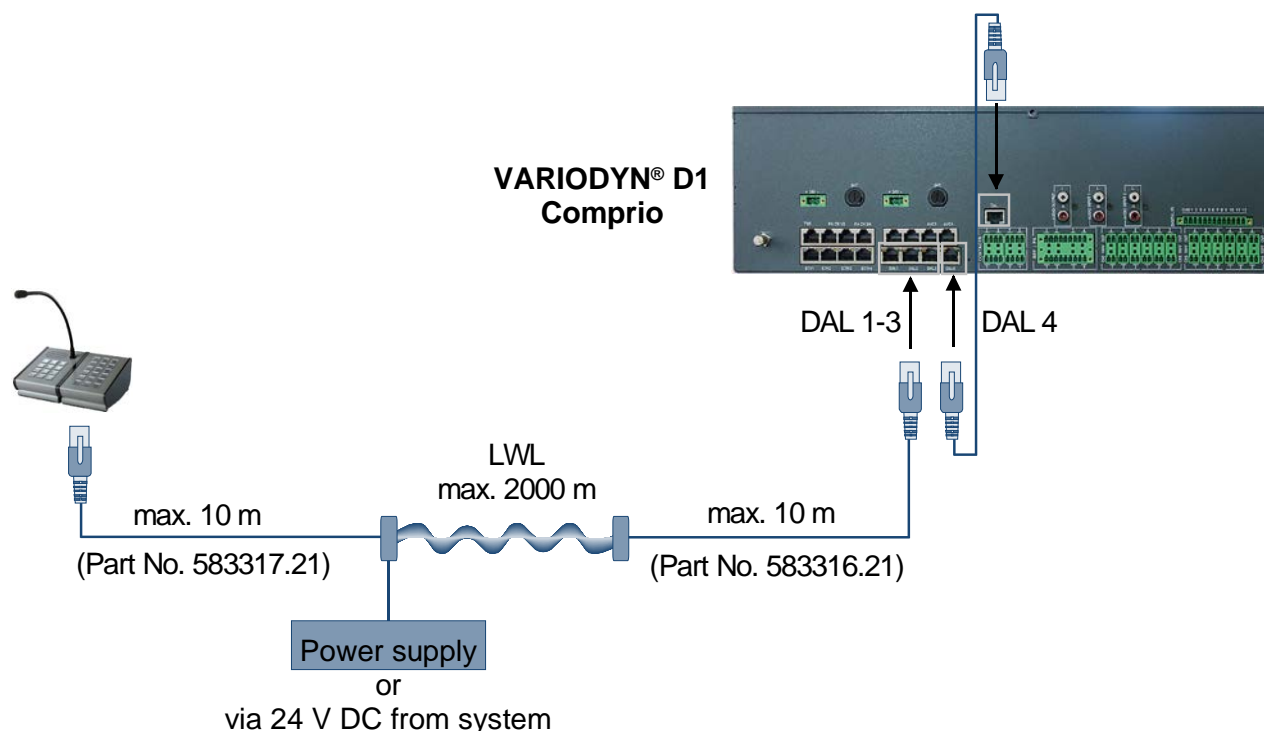 VARIODYN® D1
Comprio
DAL 1-3
DAL 4
LWL
max. 2000 m
max. 10 m
(Part No. 583317.21)
max. 10 m
(Part No. 583316.21)
Power supply
or
via 24 V DC from system